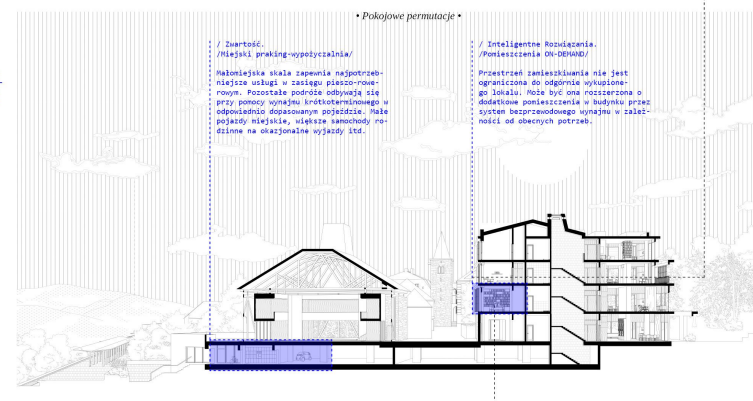 • Pokojowe permutacje •
/ Zwartość.
/Miejski praking-wypożyczalnia/
Małomiejska skala zapewnia najpotrzeb-
niejsze usługi w zasięgu pieszo-rowe-
rowym. Pozostałe podróże odbywają się
przy pomocy wynajmu krótkoterminowego w
odpowiednio dopasowanym pojeździe. Małe
pojazdy miejskie, większe samochody ro-
dzinne na okazjonalne wyjazdy itd.
/ Inteligentne Rozwiązania.
/Pomieszczenia ON-DEMAND/
Przestrzeń zamieszkiwania nie jest
ograniczona do odgórnie wykupione-
go lokalu. Może być ona rozszerzona o
dodatkowe pomieszczenia w budynku przez
system bezprzewodowego wynajmu w zależ-
ności od obecnych potrzeb.